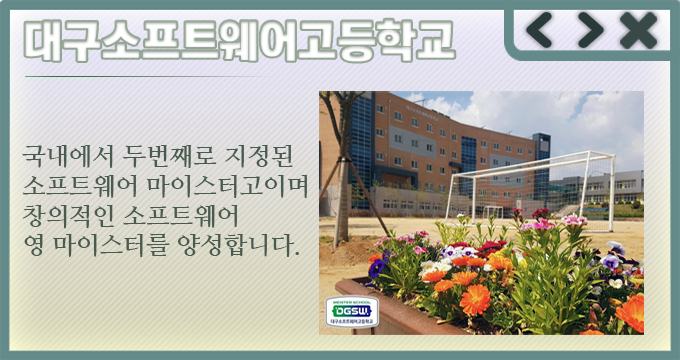 대구소프트웨어고등학교
국내에서 두번째로 지정된
소프트웨어 마이스터고이며
창의적인 소프트웨어
영 마이스터를 양성합니다.
MEISTER SCHOOL
DGSW
대구소프트웨어고등학교